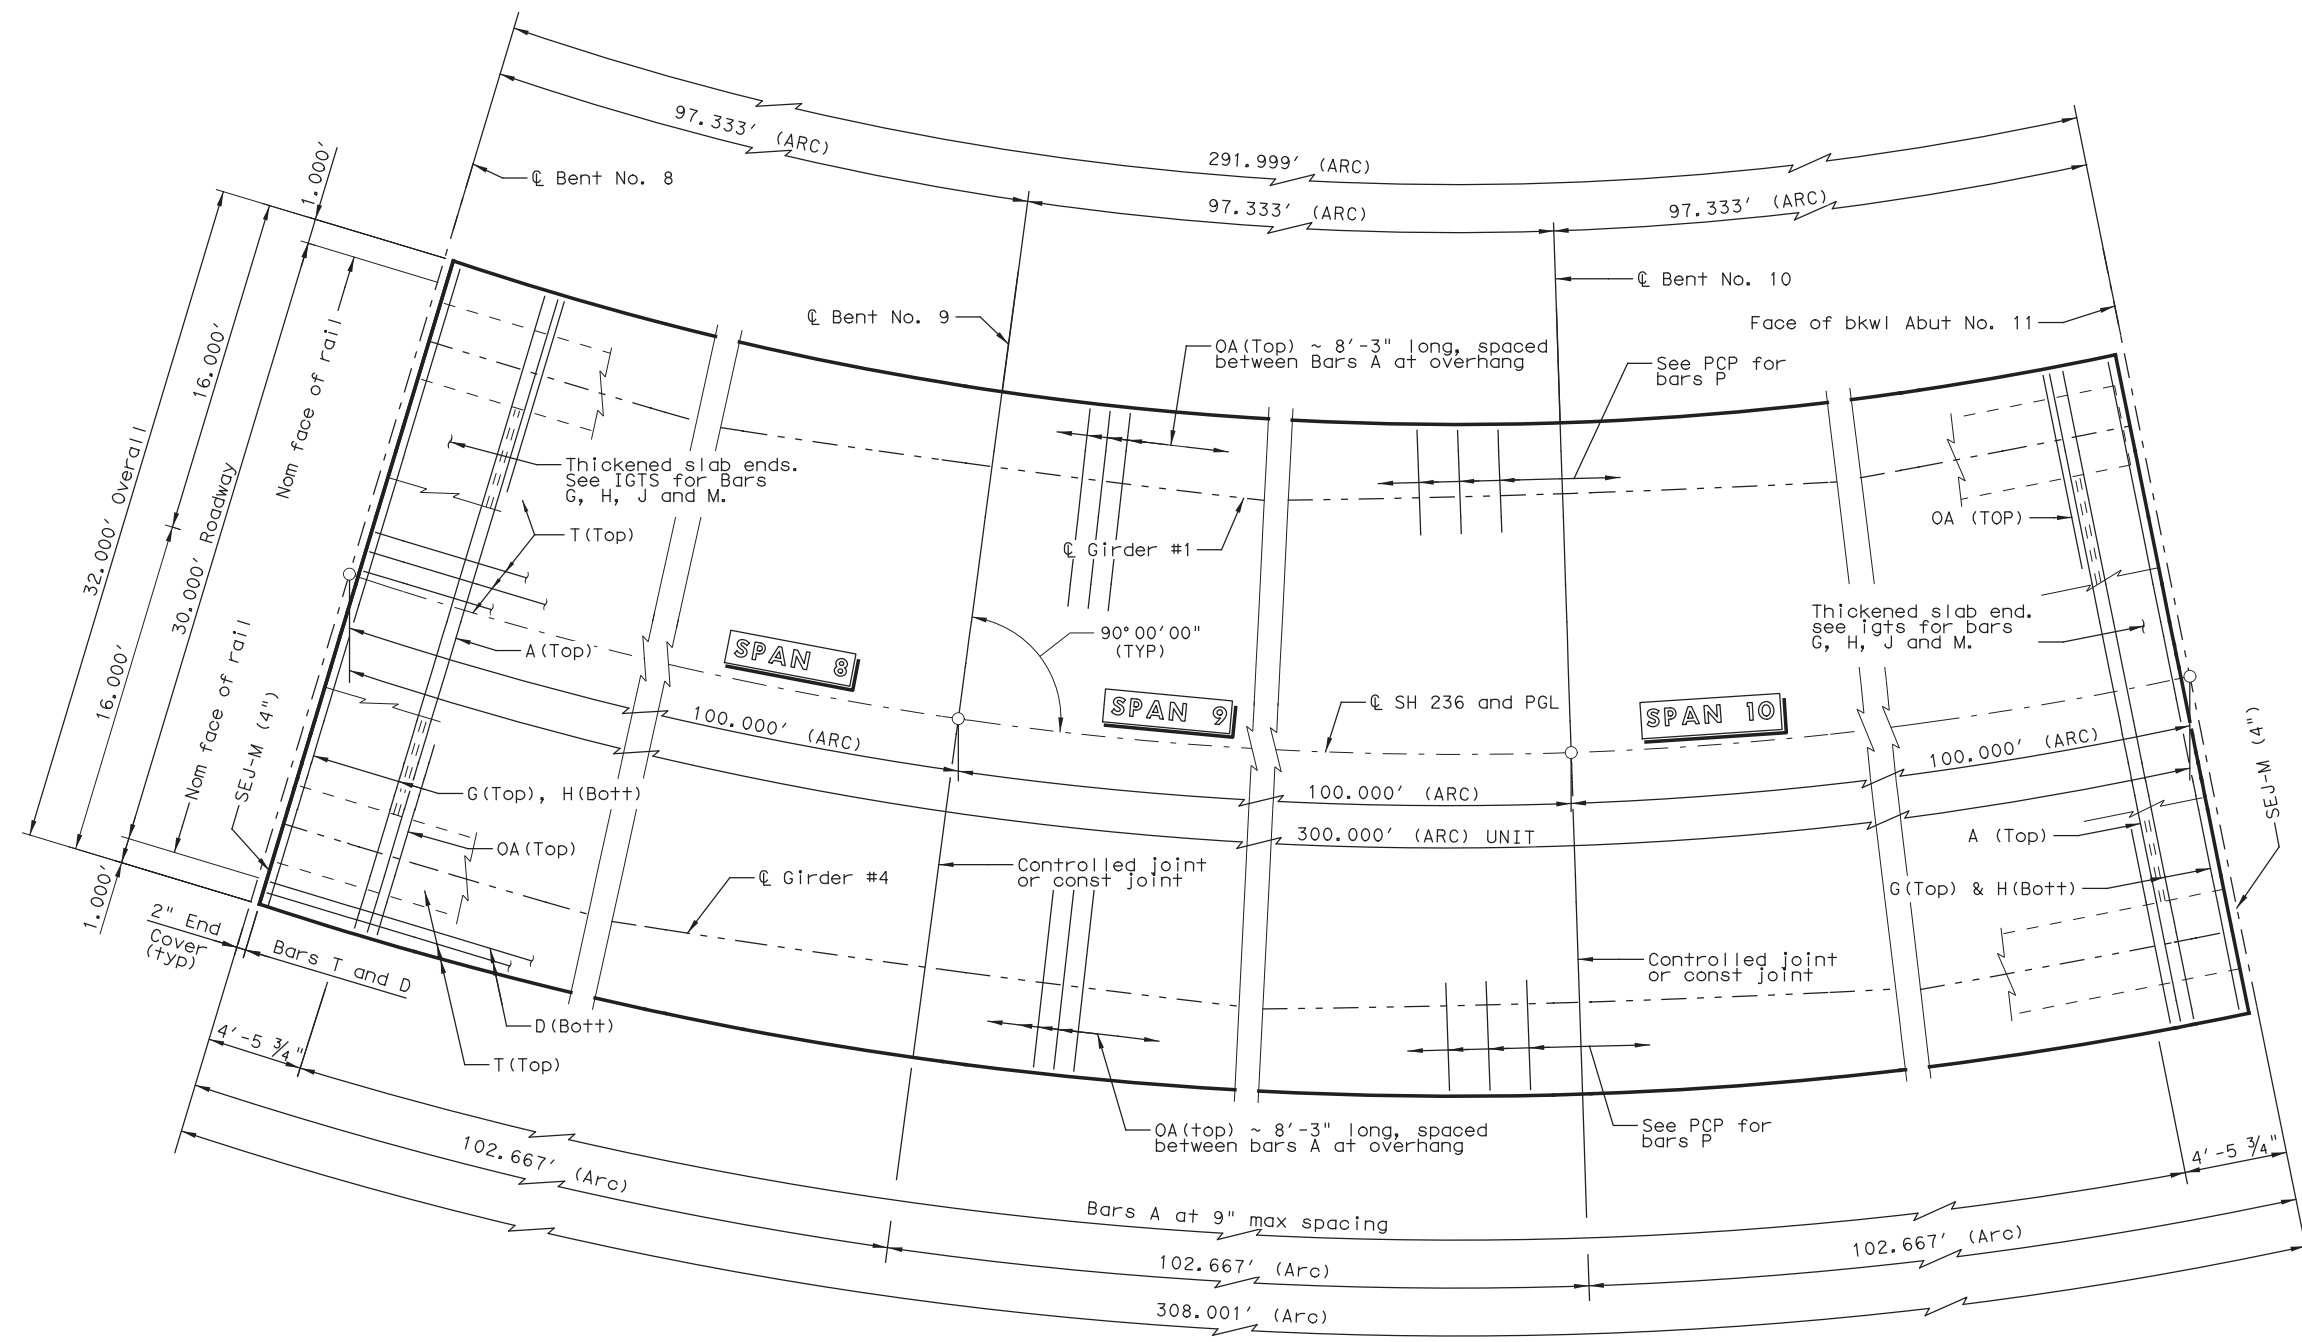 97.333′ (ARC)
291.999′ (ARC)
97.333′ (ARC)
97.333′ (ARC)
1.000′
℄ Bent No. 8
℄ Bent No. 9
℄ Bent No. 10
Face of bkwl Abut No. 11
32.000′ Overall
16.000′
16.000′
30.000′ Roadway
Nom face of rail
Nom face of rail
SEJ-M (4")
1.000′
OA(Top) ~ 8′-3" long, spaced
between Bars A at overhang
See PCP for
bars P
Thickened slab ends.
See IGTS for Bars
G, H, J and M.
T(Top)
℄ Girder #1
OA (TOP)
Thickened slab end.
see igts for bars
G, H, J and M.
A(Top)
SPAN 8
90°00′00"
(TYP)
SPAN 9
℄ SH 236 and PGL
SPAN 10
100.000′ (ARC)
100.000′ (ARC)
100.000′ (ARC)
300.000′ (ARC) UNIT
SEJ-M (4")
G(Top), H(Bott)
OA(Top)
℄ Girder #4
Controlled joint
or const joint
A (Top)
G(Top) & H(Bott)
2" End
Cover
(typ)
Bars T and D
Controlled joint
or const joint
D(Bott)
T(Top)
4′-5 ¾"
OA(top) ~ 8′-3" long, spaced
between bars A at overhang
See PCP for
bars P
4′-5 ¾"
102.667′ (Arc)
Bars A at 9" max spacing
102.667′ (Arc)
102.667′ (Arc)
308.001′ (Arc)